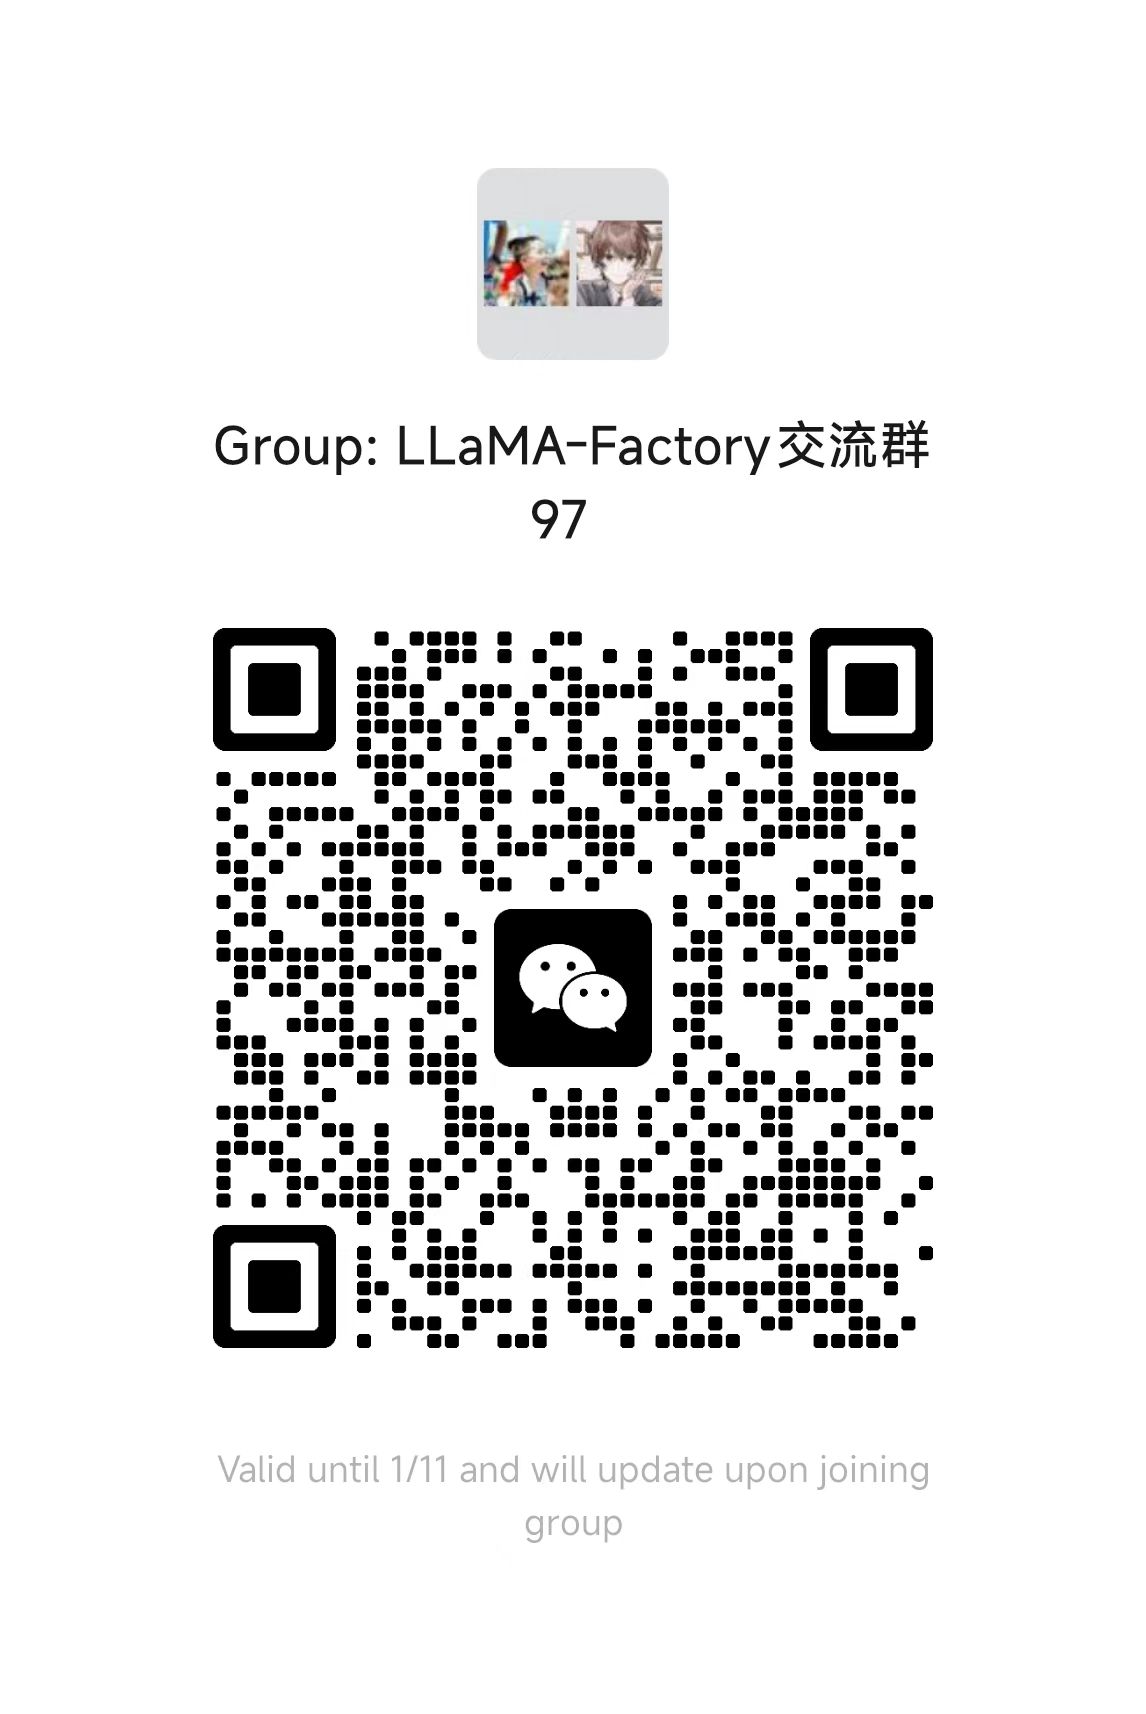 Group: LLaMA-Factory交流群
97
Valid until 1/11 and will update upon joining
group